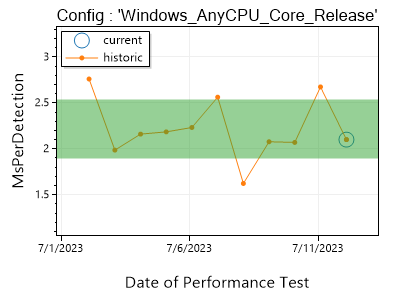 Config : 'Windows_AnyCPU_Core_Release'
current
historic
3
2.5
2
1.5
MsPerDetection
7/1/2023
7/6/2023
7/11/2023
Date of Performance Test